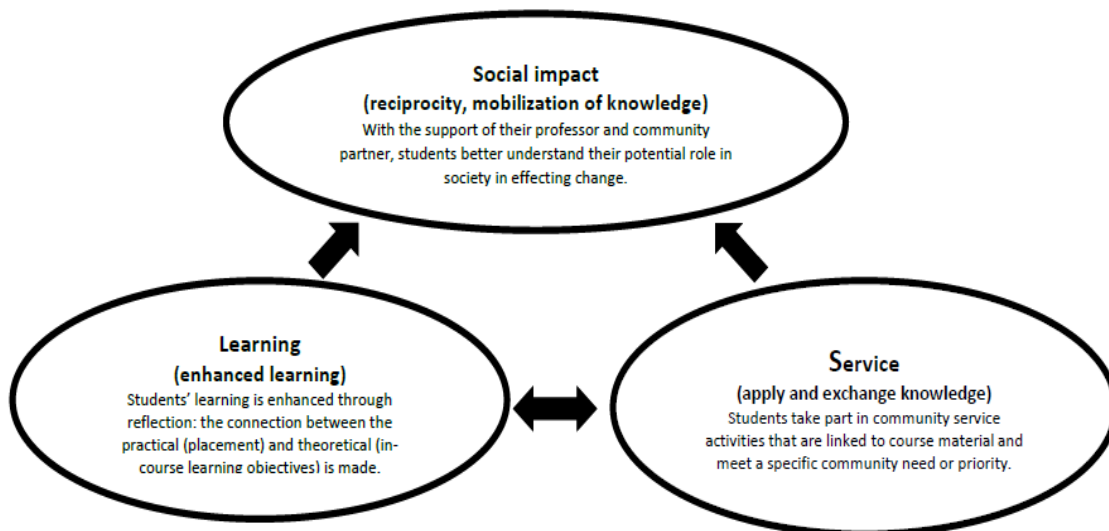 Social impact
(reciprocity, mobilization of knowledge)
With the support of their professor and community
partner, students better understand their potential role in
society in effecting change.
Learning
(enhanced learning)
Students' learning is enhanced through
reflection: the connection between the
practical (placement) and theoretical (in-
course learning objectives) is made.
Service
(apply and exchange knowledge)
Students take part in community service
activities that are linked to course material and
meet a specific community need or priority.